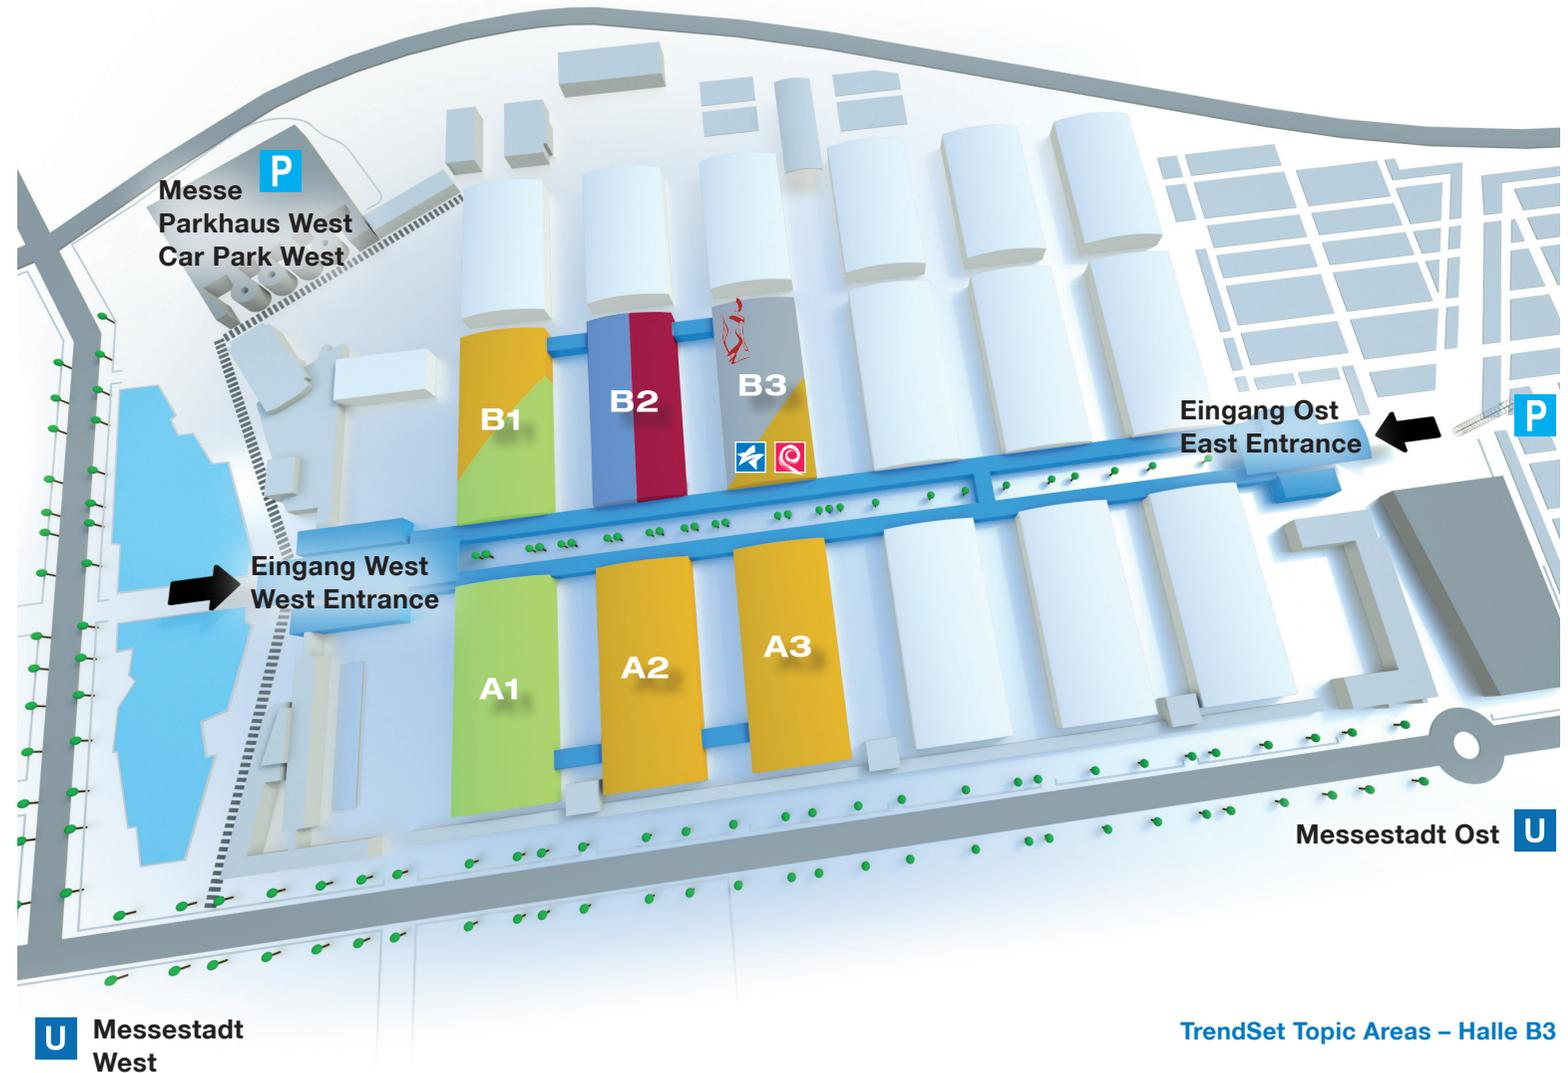 P
Messe
Parkhaus West
Car Park West
B1
B2
B3
Eingang Ost
East Entrance
P
Eingang West
West Entrance
A1
A2
A3
Messestadt Ost U
U Messestadt
West
TrendSet Topic Areas – Halle B3